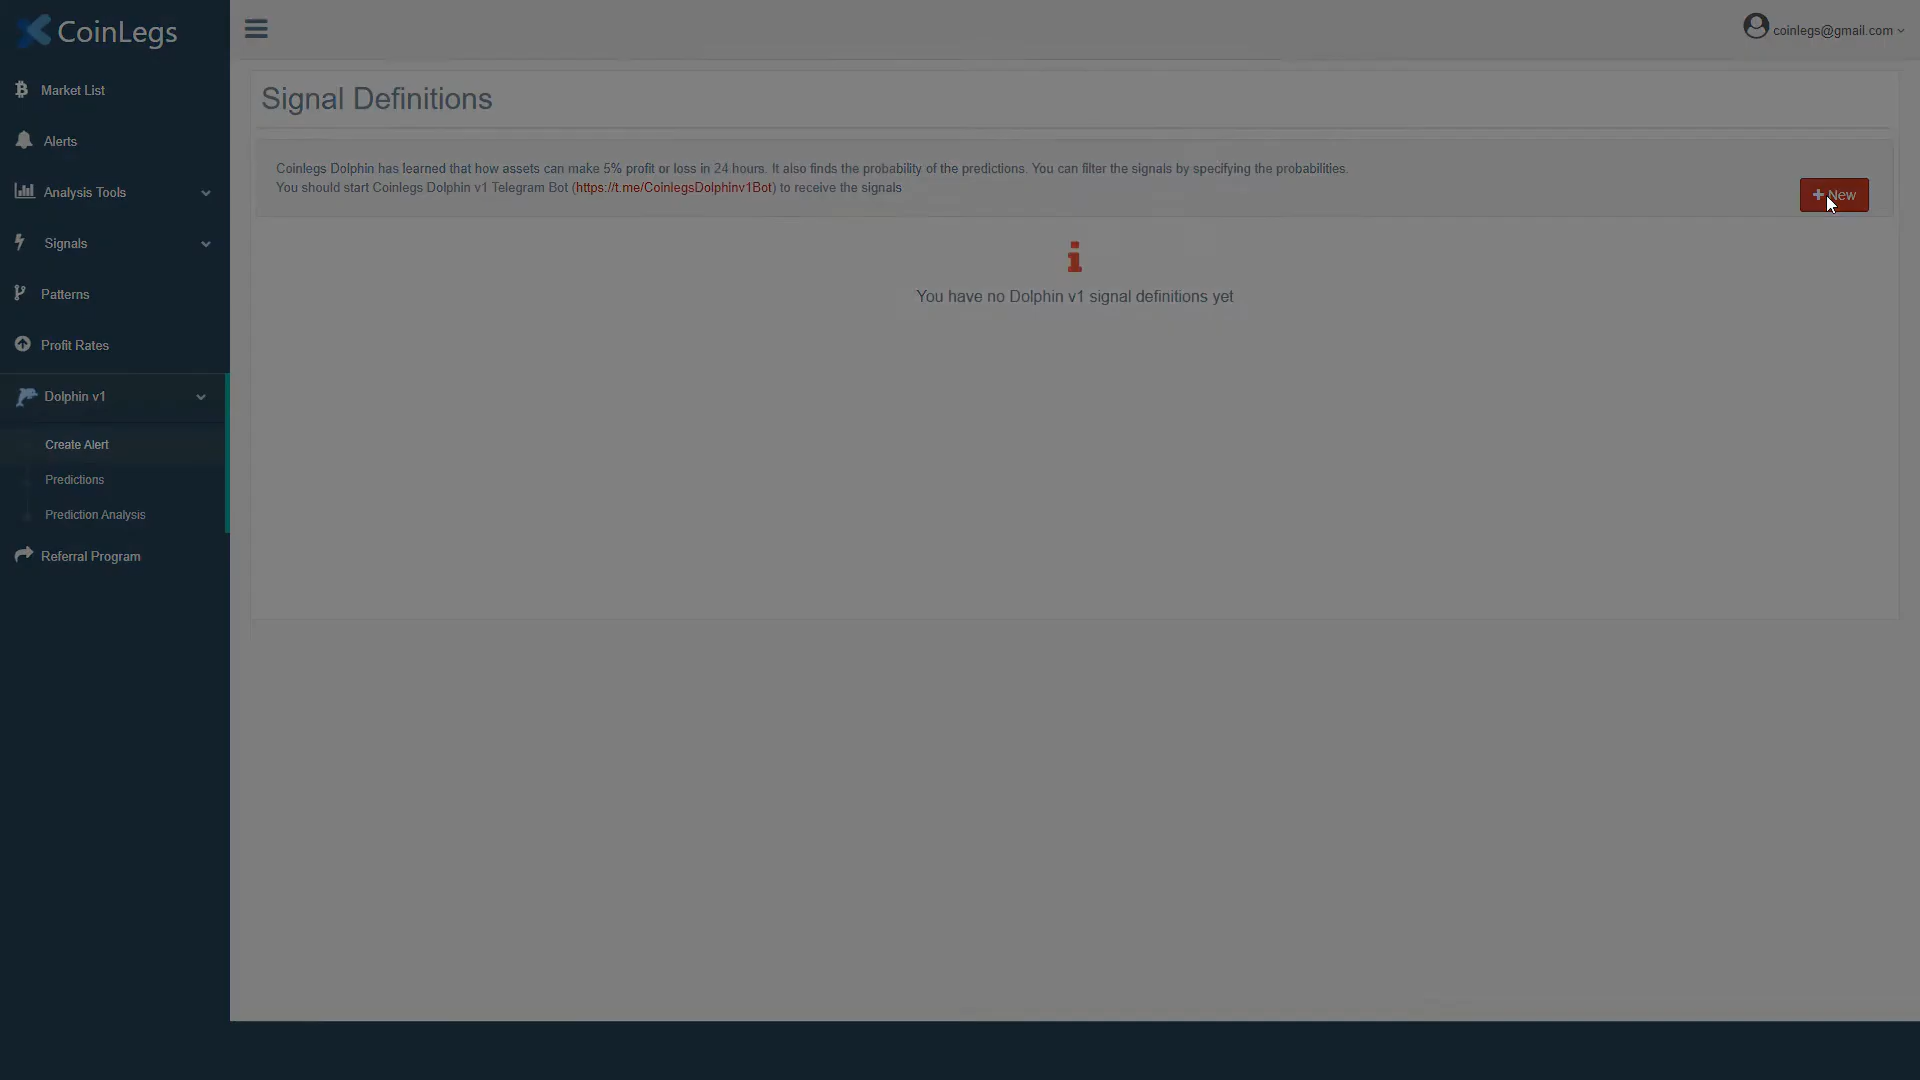 CoinLegs
coinlegs@gmail.com
Market List
Alerts
Analysis Tools
Signals
Patterns
Profit Rates
Dolphin v1
Create Alert
Predictions
Prediction Analysis
Referral Program
Signal Definitions
Coinlegs Dolphin has learned that how assets can make 5% profit or loss in 24 hours. It also finds the probability of the predictions. You can filter the signals by specifying the probabilities.
You should start Coinlegs Dolphin v1 Telegram Bot (https://t.me/CoinlegsDolphinv1Bot) to receive the signals
New
You have no Dolphin v1 signal definitions yet